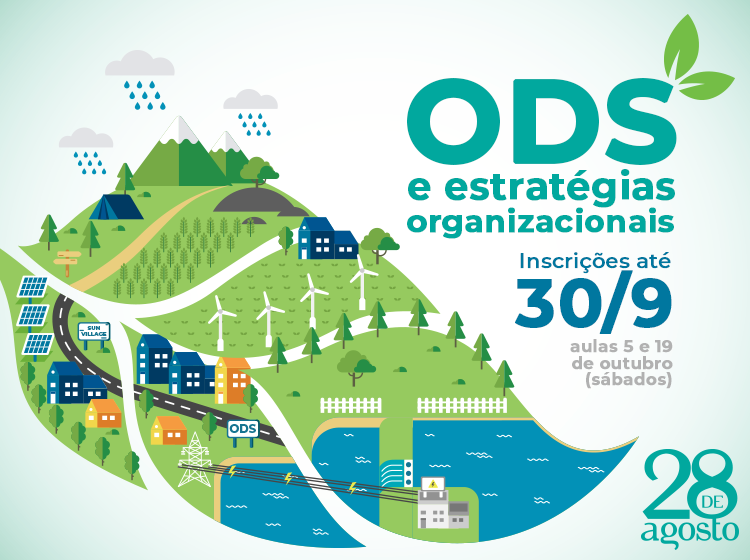 ODS
e estratégias
organizacionais
Inscrições até
30/9
aulas 5 e 19
de outubro
(sábados)
SUN
VILLAGE
ODS
28
DE
agosto